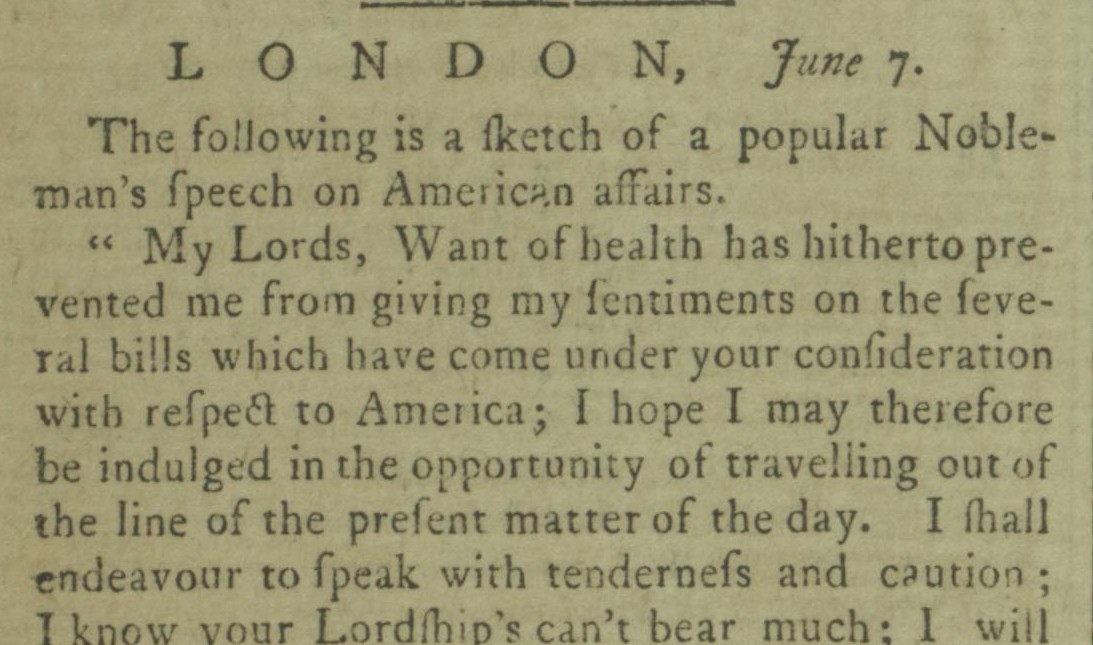 LONDON, June 7.
The following is a ſketch of a popular Noble-
man's ſpeech on American affairs.
“ My Lords, Want of health has hitherto pre-
vented me from giving my ſentiments on the ſeve-
ral bills which have come under your conſideration
with reſpect to America; I hope I may therefore
be indulged in the opportunity of travelling out of
the line of the preſent matter of the day. I ſhall
endeavour to ſpeak with tenderneſs and caution;
I know your Lordſhip's can't bear much; I will